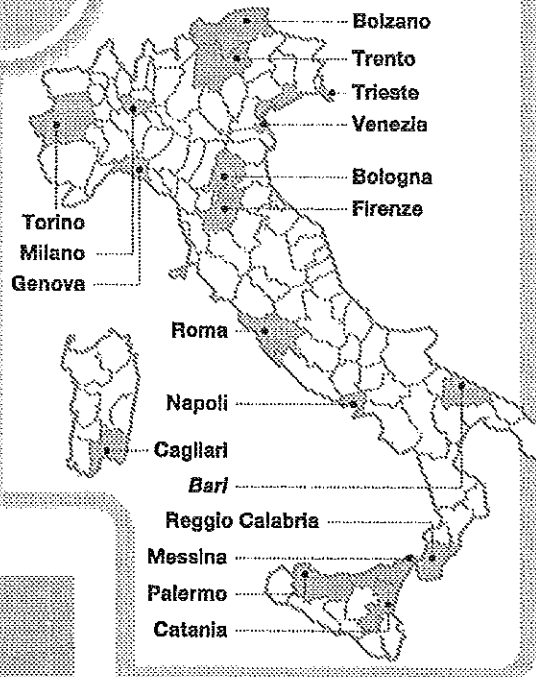 Bolzano
Trento
Trieste
Venezia
Bologna
Firenze
Torino
Milano
Genova
Roma
Napoli
Cagliari
Bari
Reggio Calabria
Messina
Palermo
Catania